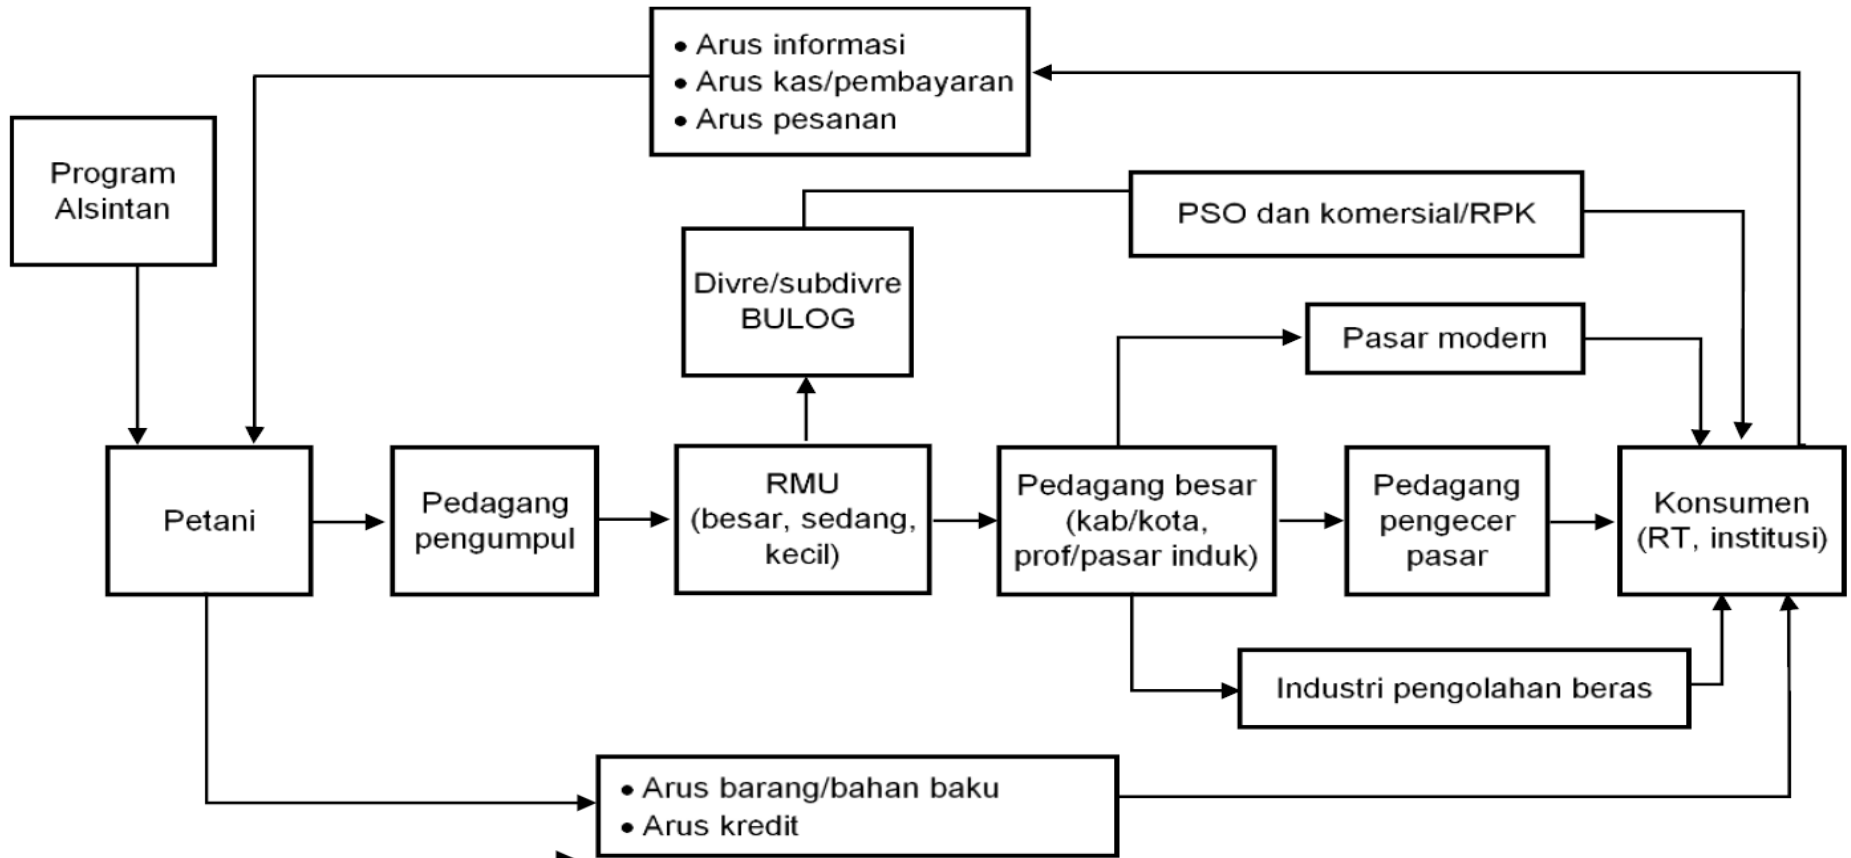 • Arus informasi
• Arus kas/pembayaran
• Arus pesanan
Program
Alsintan
PSO dan komersial/RPK
Divre/subdivre
BULOG
Pasar modern
Petani
Pedagang
pengumpul
RMU
(besar, sedang,
kecil)
Pedagang besar
(kab/kota,
prof/pasar induk)
Pedagang
pengecer
pasar
Konsumen
(RT, institusi)
Industri pengolahan beras
• Arus barang/bahan baku
• Arus kredit